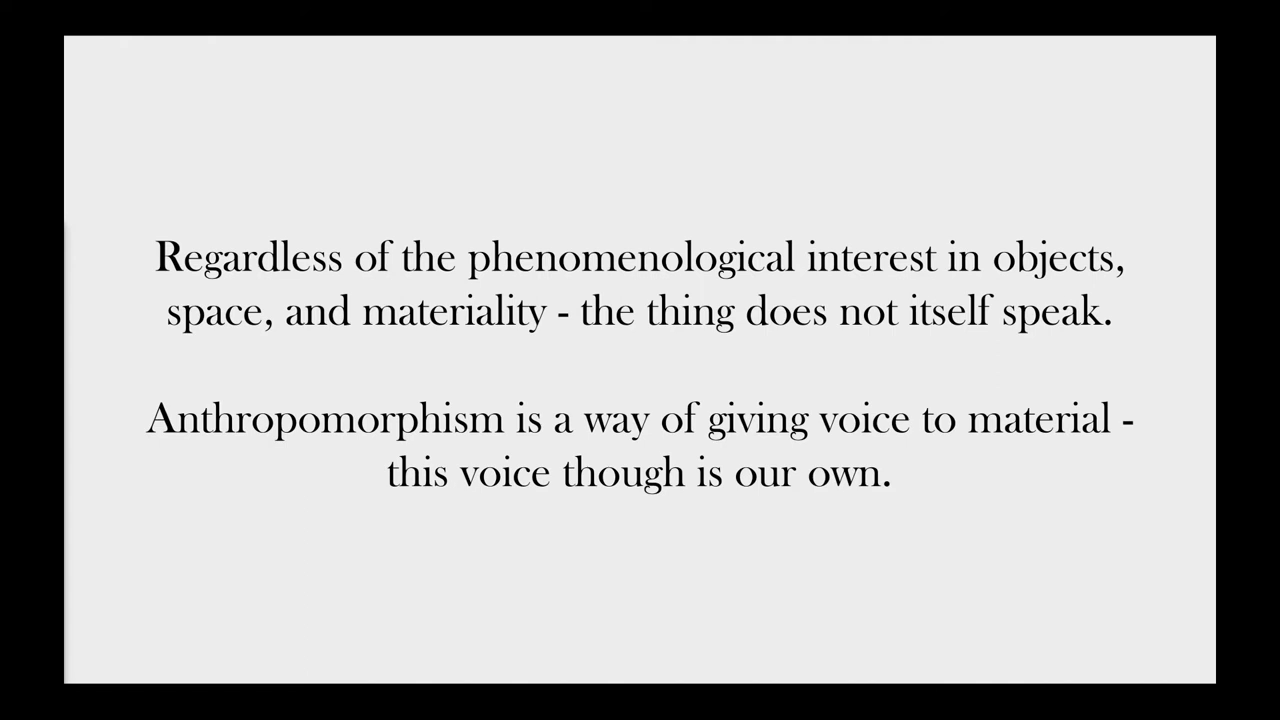 Regardless of the phenomenological interest in objects,
space, and materiality - the thing does not itself speak.
Anthropomorphism is a way of giving voice to material -
this voice though is our own.